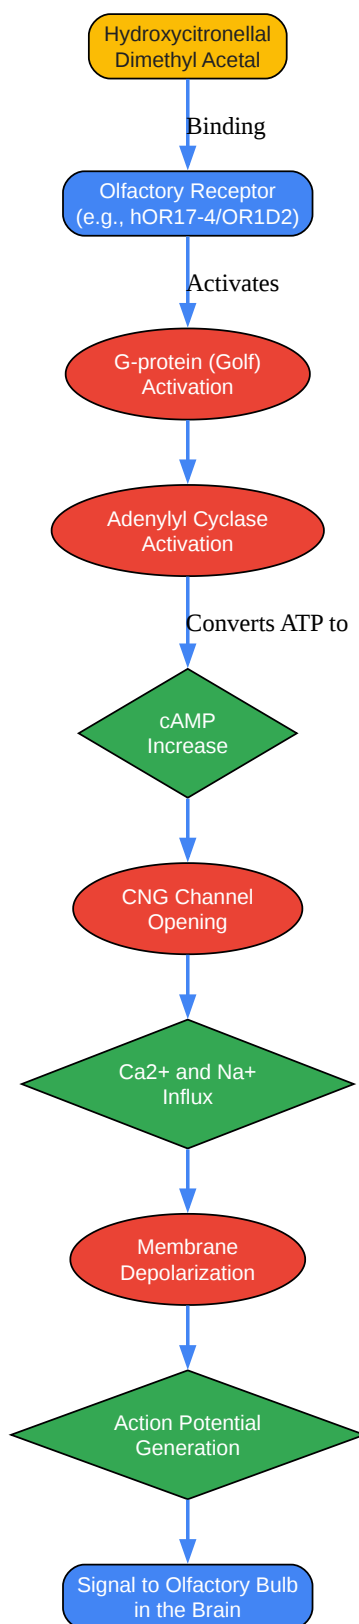 Hydroxycitronellal
Dimethyl Acetal
Binding
Olfactory Receptor
(e.g., hOR17-4/OR1D2)
Activates
G-protein (Golf)
Activation
Adenylyl Cyclase
Activation
Converts ATP to
cAMP
Increase
CNG Channel
Opening
Ca2+ and Na+
Influx
Membrane
Depolarization
Action Potential
Generation
Signal to Olfactory Bulb
in the Brain